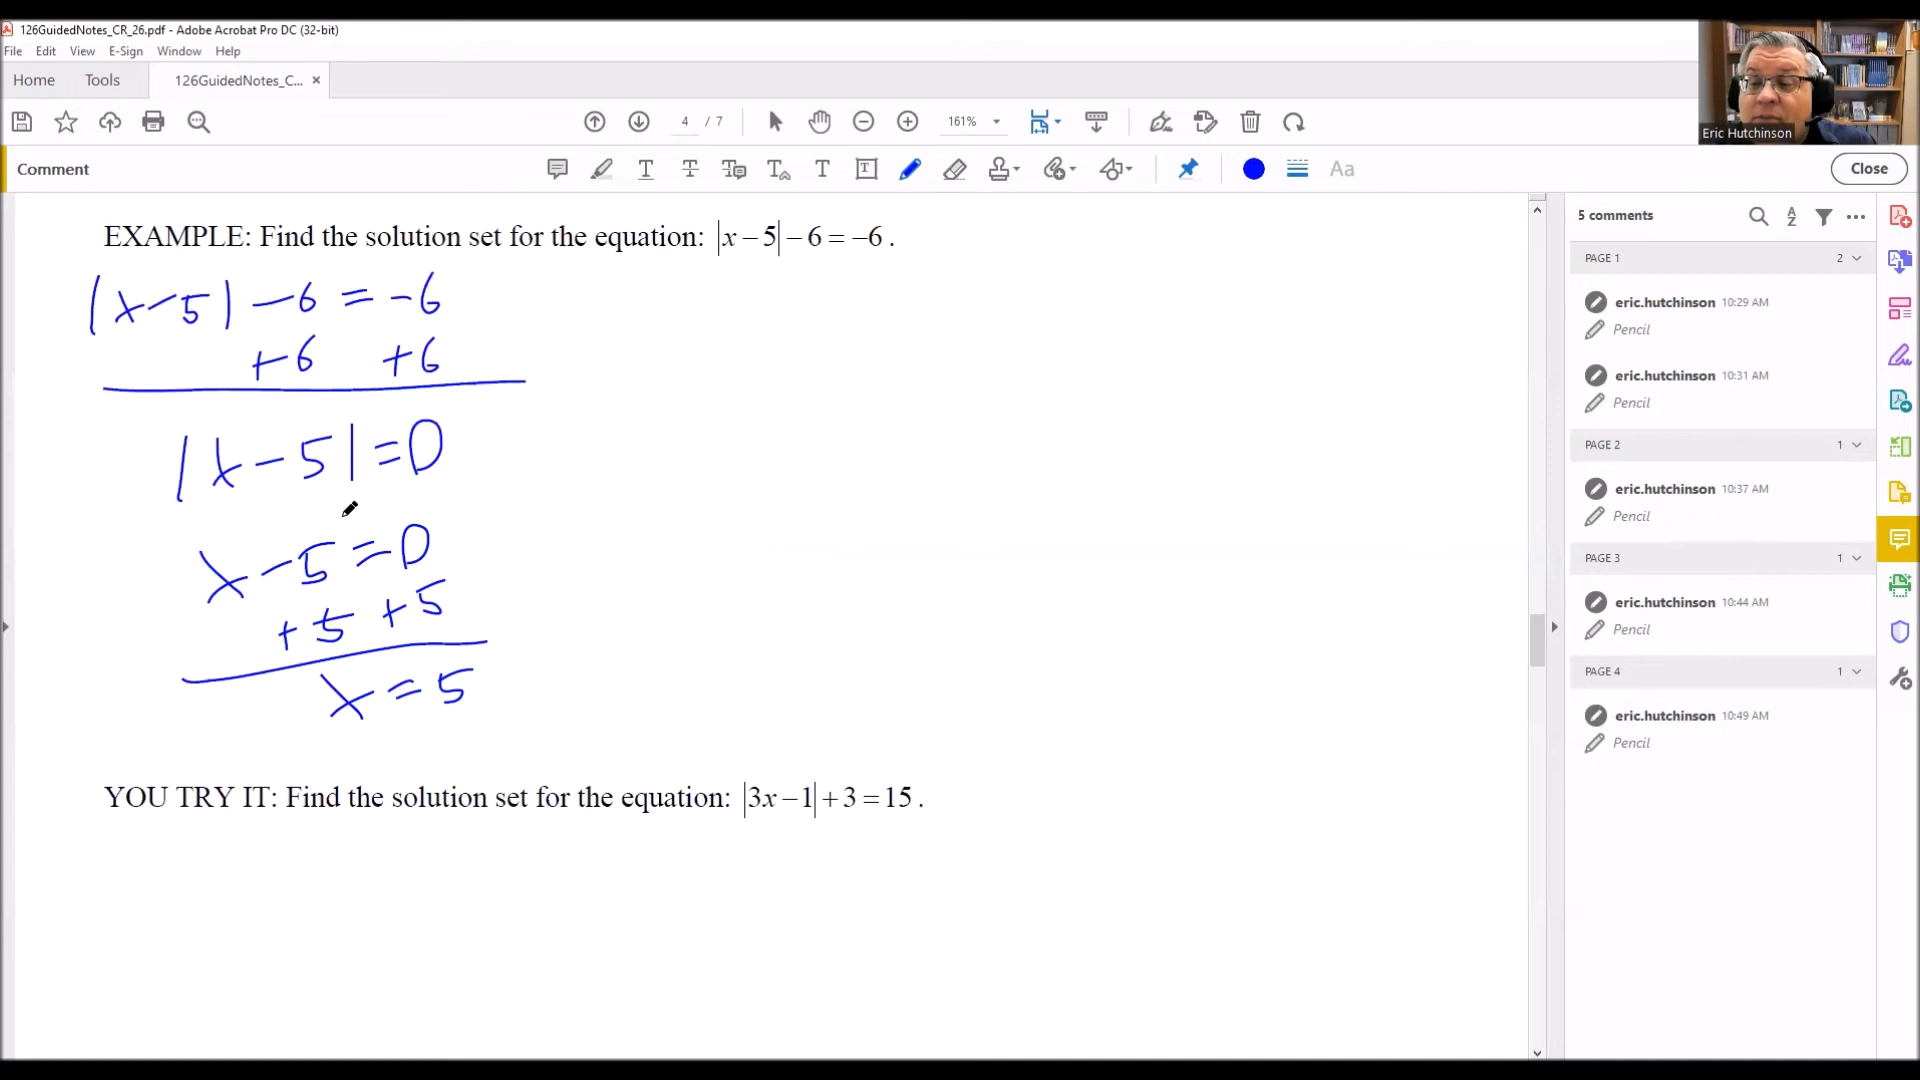 126GuidedNotes_CR_26.pdf - Adobe Acrobat Pro DC (32-bit)
File Edit View E-Sign Window Help
Home Tools 126GuidedNotes_C... ×
4 / 7 161%
Comment Aa Close
Eric Hutchinson
EXAMPLE: Find the solution set for the equation: |x − 5| − 6 = −6 .
|x − 5| − 6 = −6
+6 +6
|x − 5| = 0
x − 5 = 0
+5 +5
x = 5
YOU TRY IT: Find the solution set for the equation: |3x − 1| + 3 = 15 .
5 comments
PAGE 1 2
eric.hutchinson 10:29 AM
Pencil
eric.hutchinson 10:31 AM
Pencil
PAGE 2 1
eric.hutchinson 10:37 AM
Pencil
PAGE 3 1
eric.hutchinson 10:44 AM
Pencil
PAGE 4 1
eric.hutchinson 10:49 AM
Pencil